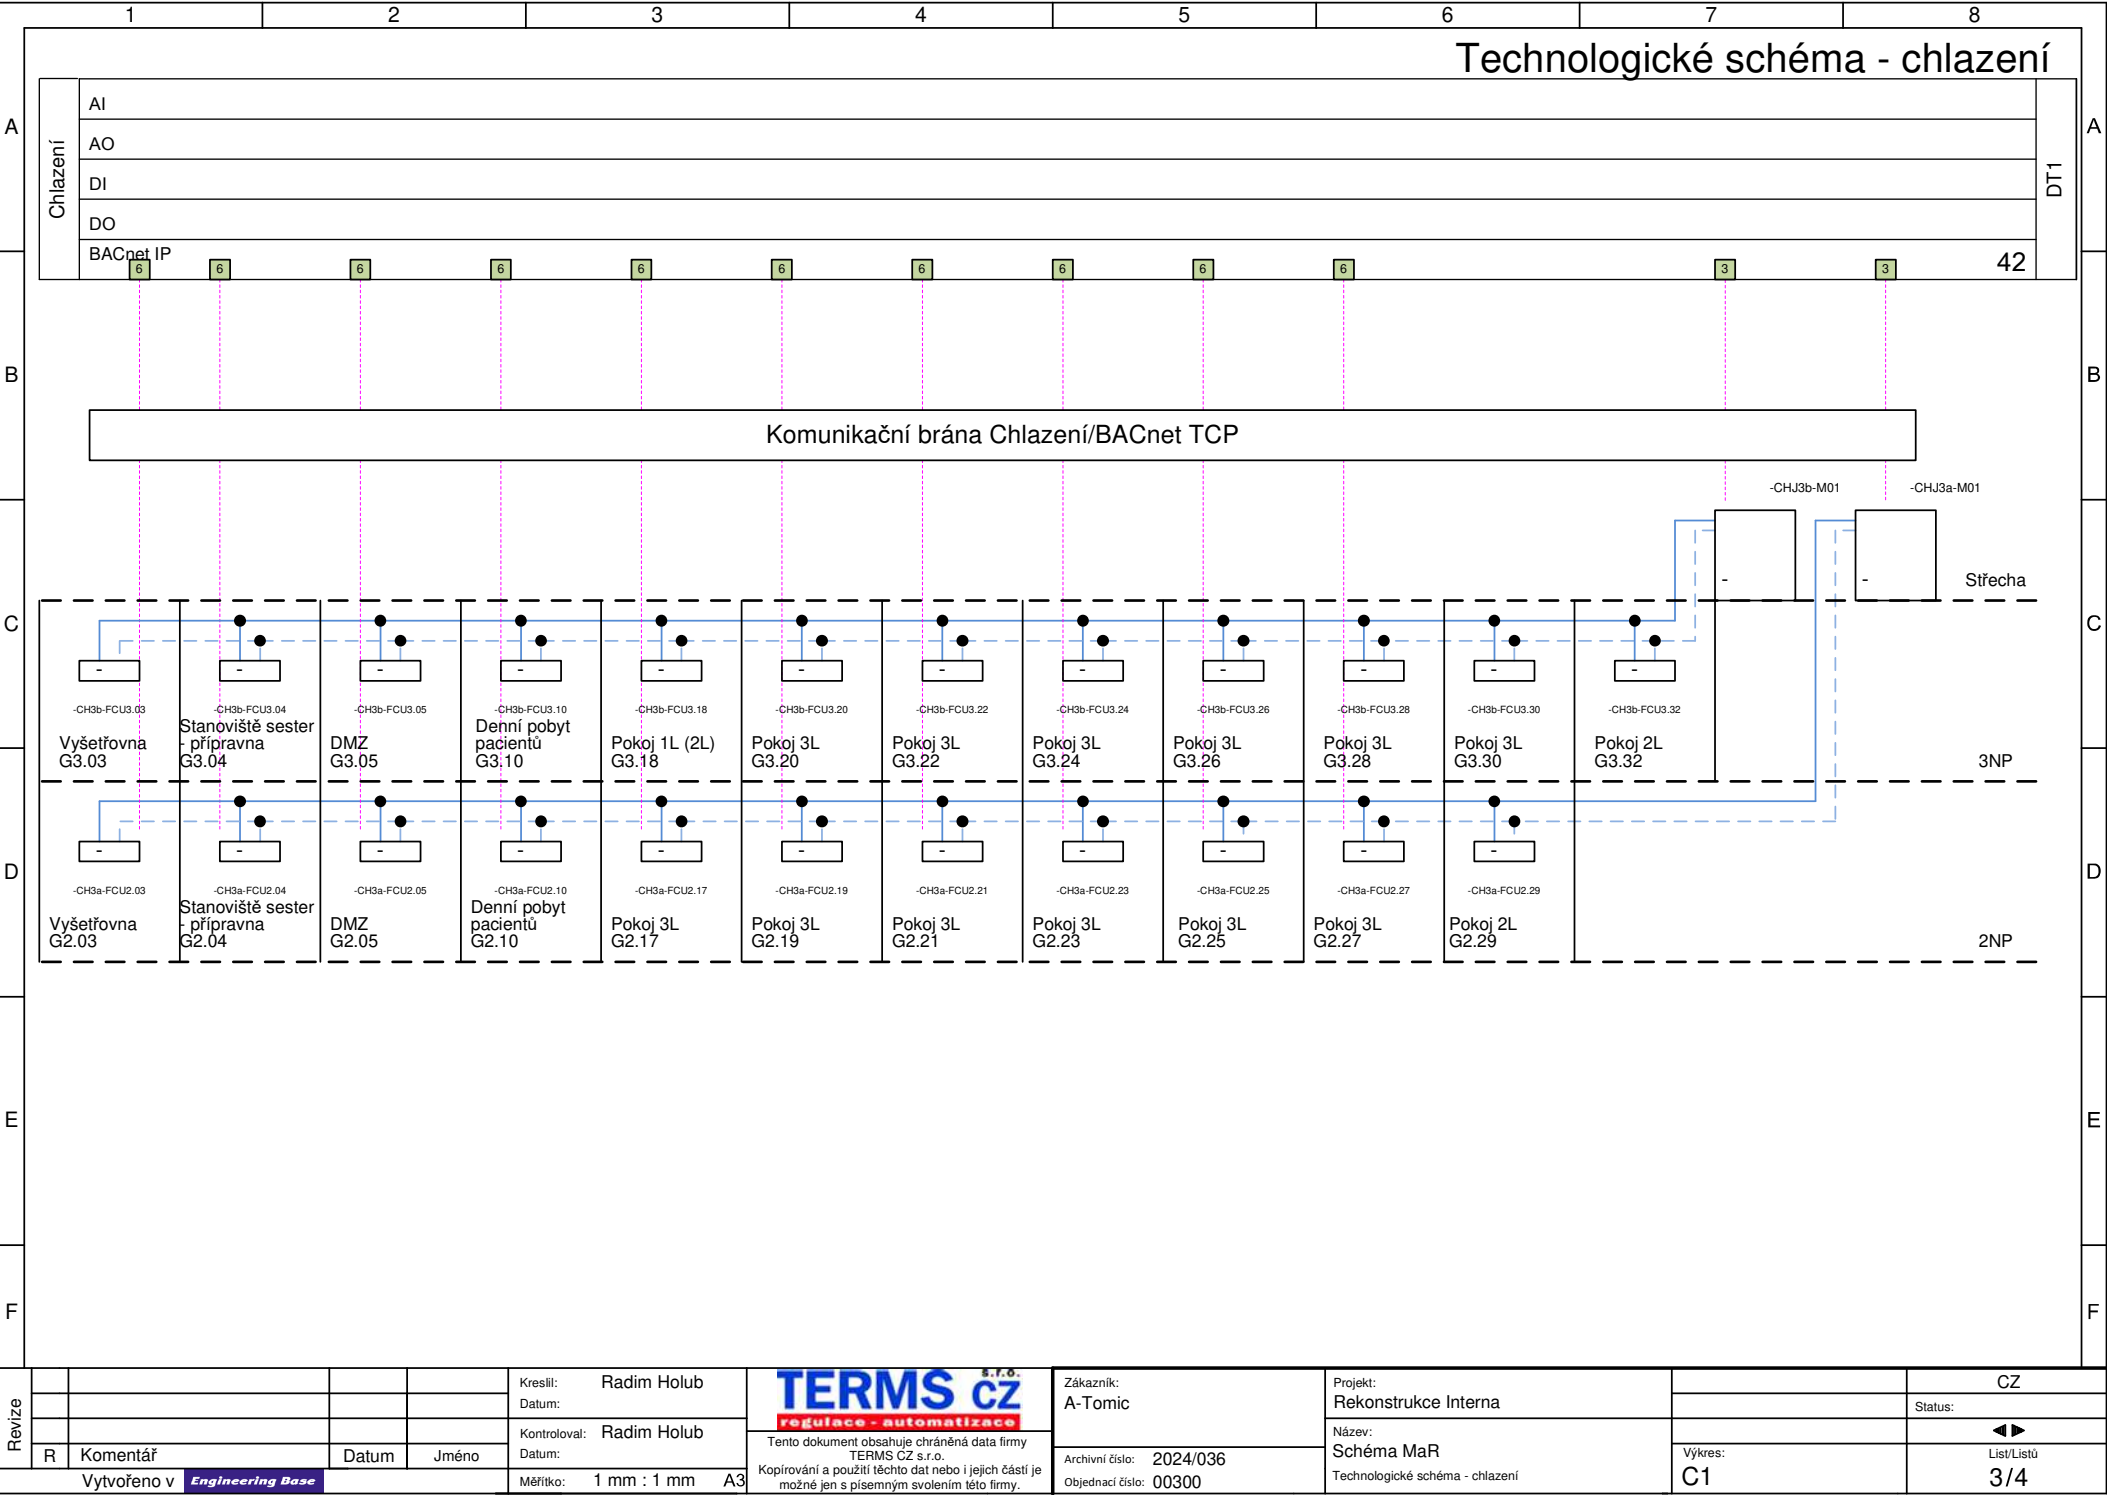 1 2 3 4 5 6 7 8
Technologické schéma - chlazení
A
A
Chlazení
AI
AO
DI
DO
BACnet IP
42
DT1
6 6 6 6 6 6 6 6 6 6 3 3
B
B
Komunikační brána Chlazení/BACnet TCP
-CHJ3b-M01
-CHJ3a-M01
- -
Střecha
C
C
- - - - - - - - - - - -
-CH3b-FCU3.03
-CH3b-FCU3.04
-CH3b-FCU3.05
-CH3b-FCU3.10
-CH3b-FCU3.18
-CH3b-FCU3.20
-CH3b-FCU3.22
-CH3b-FCU3.24
-CH3b-FCU3.26
-CH3b-FCU3.28
-CH3b-FCU3.30
-CH3b-FCU3.32
Vyšetřovna
G3.03
Stanoviště sester
- přípravna
G3.04
DMZ
G3.05
Denní pobyt
pacientů
G3.10
Pokoj 1L (2L)
G3.18
Pokoj 3L
G3.20
Pokoj 3L
G3.22
Pokoj 3L
G3.24
Pokoj 3L
G3.26
Pokoj 3L
G3.28
Pokoj 3L
G3.30
Pokoj 2L
G3.32
3NP
D
D
- - - - - - - - - - -
-CH3a-FCU2.03
-CH3a-FCU2.04
-CH3a-FCU2.05
-CH3a-FCU2.10
-CH3a-FCU2.17
-CH3a-FCU2.19
-CH3a-FCU2.21
-CH3a-FCU2.23
-CH3a-FCU2.25
-CH3a-FCU2.27
-CH3a-FCU2.29
Vyšetřovna
G2.03
Stanoviště sester
- přípravna
G2.04
DMZ
G2.05
Denní pobyt
pacientů
G2.10
Pokoj 3L
G2.17
Pokoj 3L
G2.19
Pokoj 3L
G2.21
Pokoj 3L
G2.23
Pokoj 3L
G2.25
Pokoj 3L
G2.27
Pokoj 2L
G2.29
2NP
E
E
F
F
Revize
R Komentář Datum Jméno
Vytvořeno v Engineering Base
Kreslil: Radim Holub
Datum:
Kontroloval: Radim Holub
Datum:
Měřítko: 1 mm : 1 mm A3
TERMS CZ s.r.o.
regulace - automatizace
Tento dokument obsahuje chráněná data firmy
TERMS CZ s.r.o.
Kopírování a použití těchto dat nebo i jejich částí je
možné jen s písemným svolením této firmy.
Zákazník:
A-Tomic
Archivní číslo: 2024/036
Objednací číslo: 00300
Projekt:
Rekonstrukce Interna
Název:
Schéma MaR
Technologické schéma - chlazení
Výkres:
C1
CZ
Status:
List/Listů
3/4